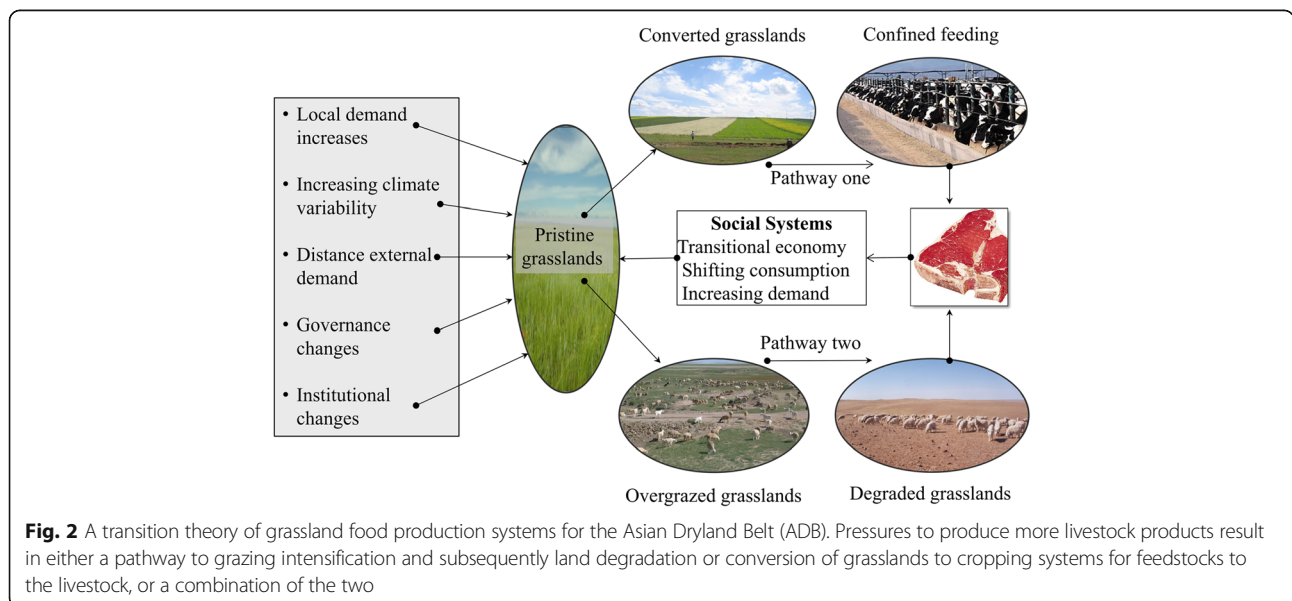 Converted grasslands
Confined feeding
• Local demand
increases
• Increasing climate
variability
• Distance external
demand
• Governance
changes
• Institutional
changes
Pristine
grasslands
Pathway one
Social Systems
Transitional economy
Shifting consumption
Increasing demand
Pathway two
Overgrazed grasslands
Degraded grasslands
Fig. 2 A transition theory of grassland food production systems for the Asian Dryland Belt (ADB). Pressures to produce more livestock products result
in either a pathway to grazing intensification and subsequently land degradation or conversion of grasslands to cropping systems for feedstocks to
the livestock, or a combination of the two